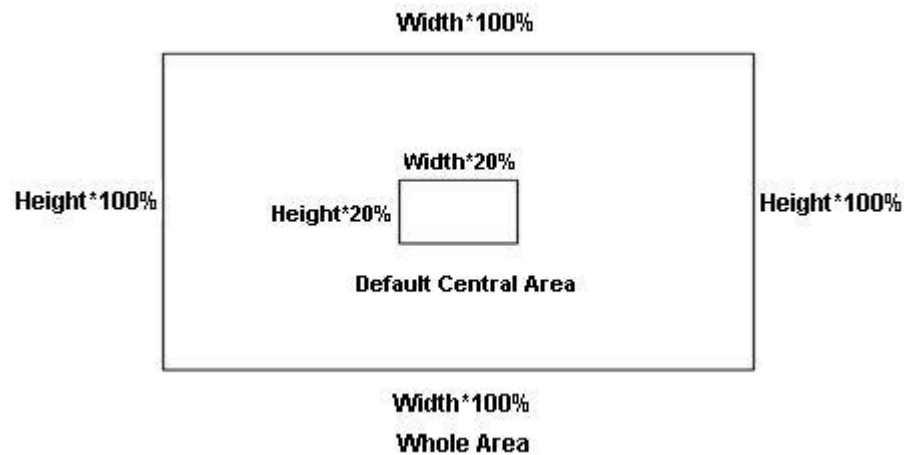 Width*100%
Width*20%
Height*100%
Height*20%
Height*100%
Default Central Area
Width*100%
Whole Area